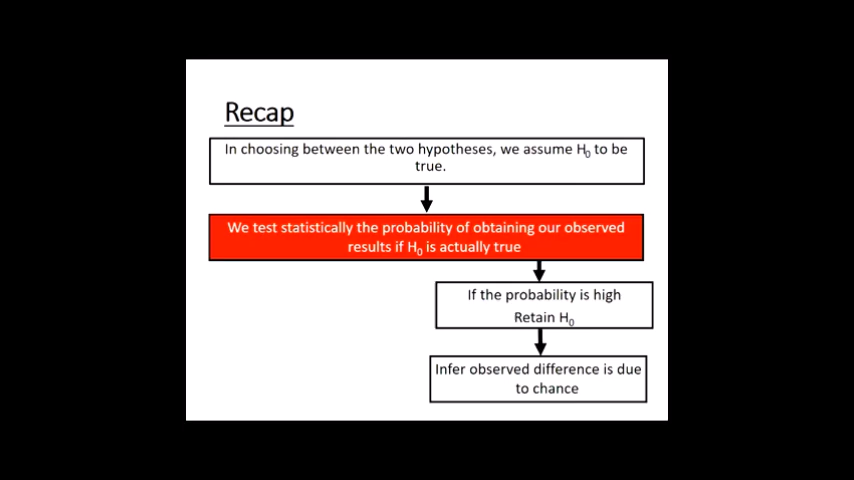 Recap
In choosing between the two hypotheses, we assume H₀ to be
true.
We test statistically the probability of obtaining our observed
results if H₀ is actually true
If the probability is high
Retain H₀
Infer observed difference is due
to chance